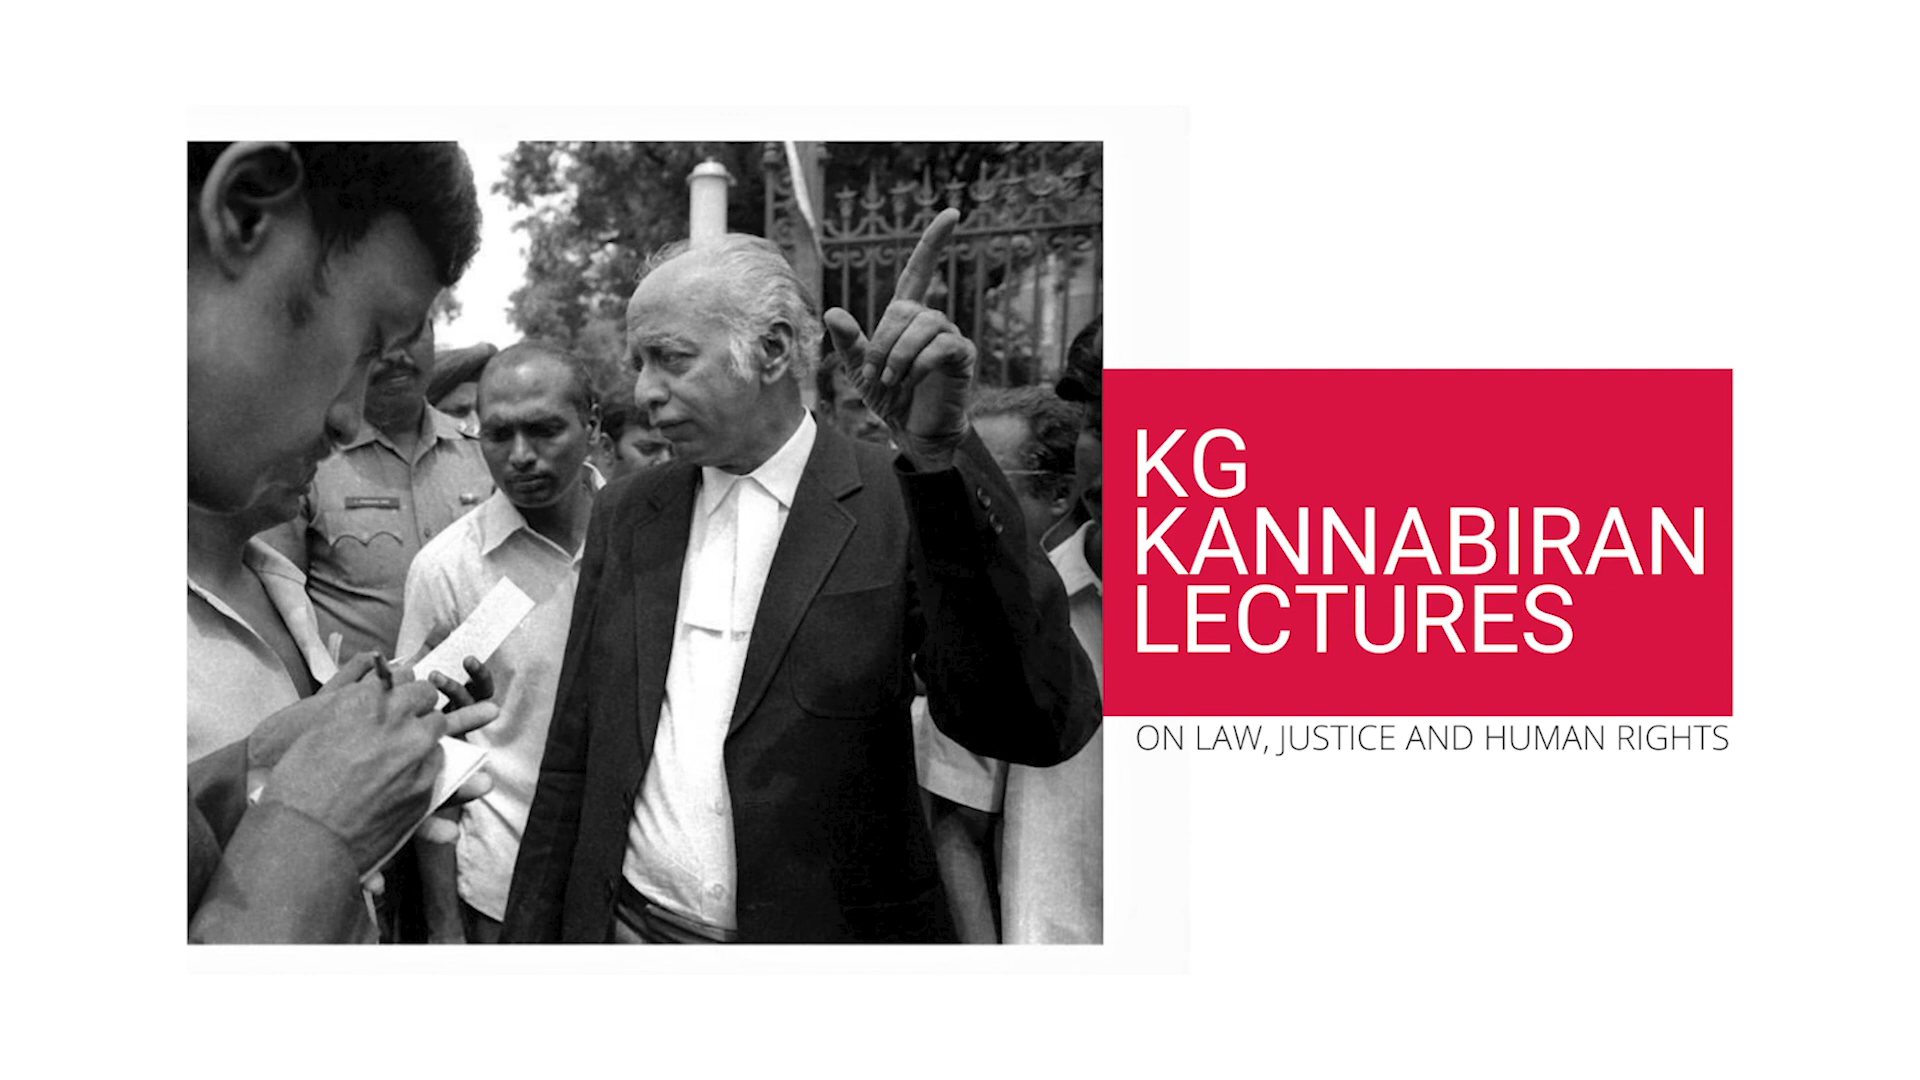 KG
KANNABIRAN
LECTURES
ON LAW, JUSTICE AND HUMAN RIGHTS